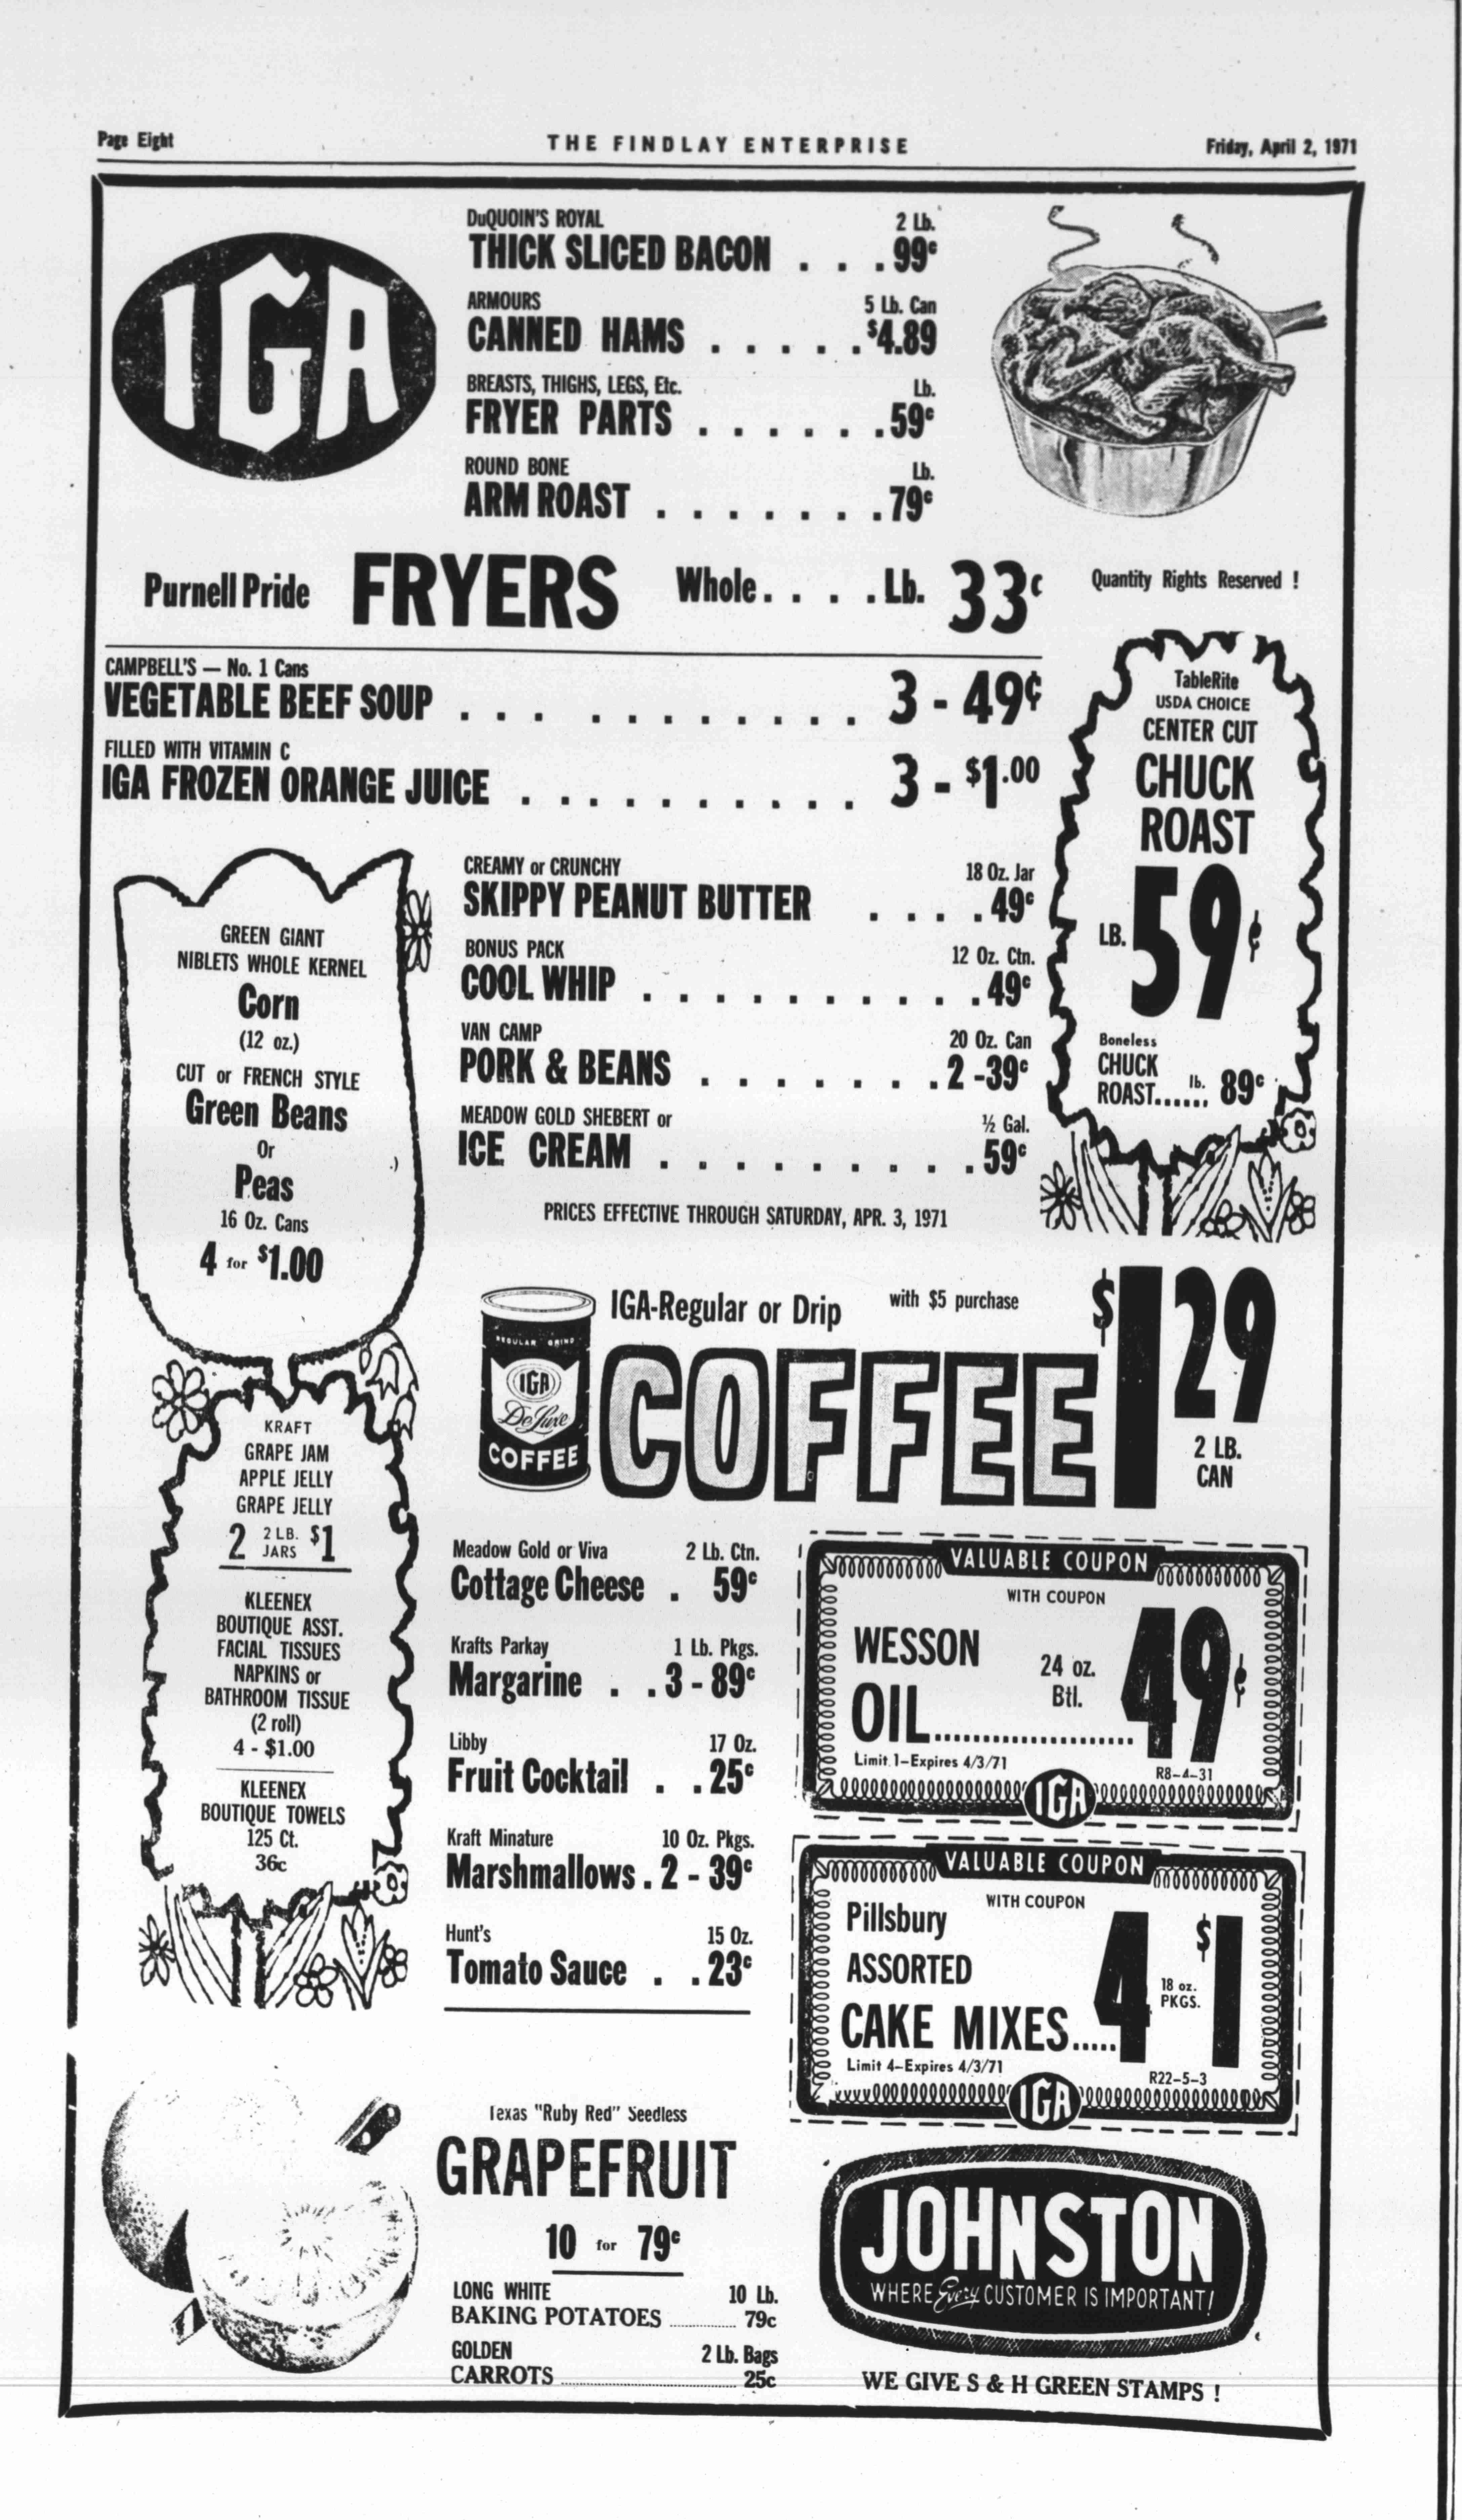 Page Eight
THE FINDLAY ENTERPRISE
Friday, April 2, 1971
IGA
DuQUOIN'S ROYAL 2 Lb.
THICK SLICED BACON . . . 99¢
ARMOURS 5 Lb. Can
CANNED HAMS . . . . . $4.89
BREASTS, THIGHS, LEGS, Etc. Lb.
FRYER PARTS . . . . . . 59¢
ROUND BONE Lb.
ARM ROAST . . . . . . . 79¢
Purnell Pride FRYERS Whole. . . . . Lb. 33¢
Quantity Rights Reserved !
CAMPBELL'S — No. 1 Cans
VEGETABLE BEEF SOUP . . . . . . . . . . . 3 - 49¢
FILLED WITH VITAMIN C
IGA FROZEN ORANGE JUICE . . . . . . . . . . 3 - $1.00
TableRite
USDA CHOICE
CENTER CUT
CHUCK
ROAST
LB. 59¢
Boneless
CHUCK
ROAST...... lb. 89¢
GREEN GIANT
NIBLETS WHOLE KERNEL
Corn
(12 oz.)
CUT or FRENCH STYLE
Green Beans
Or
Peas
16 Oz. Cans
4 for $1.00
CREAMY or CRUNCHY 18 Oz. Jar
SKIPPY PEANUT BUTTER . . . . 49¢
BONUS PACK 12 Oz. Ctn.
COOL WHIP . . . . . . . . . . 49¢
VAN CAMP 20 Oz. Can
PORK & BEANS . . . . . . . 2 -39¢
MEADOW GOLD SHEBERT or ½ Gal.
ICE CREAM . . . . . . . . . 59¢
PRICES EFFECTIVE THROUGH SATURDAY, APR. 3, 1971
REGULAR GRIND
IGA
DeLuxe
COFFEE
IGA-Regular or Drip with $5 purchase
COFFEE $1 29
2 LB.
CAN
KRAFT
GRAPE JAM
APPLE JELLY
GRAPE JELLY
2 2 LB. JARS $1
KLEENEX
BOUTIQUE ASST.
FACIAL TISSUES
NAPKINS or
BATHROOM TISSUE
(2 roll)
4 - $1.00
KLEENEX
BOUTIQUE TOWELS
125 Ct.
36c
Meadow Gold or Viva 2 Lb. Ctn.
Cottage Cheese . 59¢
Krafts Parkay 1 Lb. Pkgs.
Margarine . . 3 - 89¢
Libby 17 Oz.
Fruit Cocktail . . 25¢
Kraft Minature 10 Oz. Pkgs.
Marshmallows . 2 - 39¢
Hunt's 15 Oz.
Tomato Sauce . . 23¢
VALUABLE COUPON
WITH COUPON
WESSON
OIL...................... 24 oz. Btl. 49¢
Limit 1—Expires 4/3/71
R8-4-31
IGA
VALUABLE COUPON
WITH COUPON
Pillsbury
ASSORTED
CAKE MIXES..... 4 18 oz. PKGS. $1
Limit 4—Expires 4/3/71
R22-5-3
IGA
Texas "Ruby Red" Seedless
GRAPEFRUIT
10 for 79¢
LONG WHITE 10 Lb.
BAKING POTATOES .............. 79c
GOLDEN 2 Lb. Bags
CARROTS .............. 25c
JOHNSTON
WHERE Every CUSTOMER IS IMPORTANT!
WE GIVE S & H GREEN STAMPS !